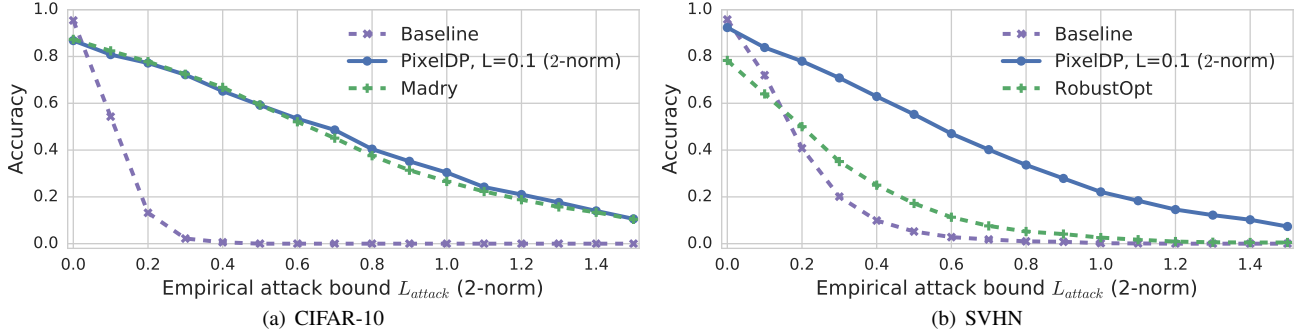 1.0
0.8
0.6
0.4
0.2
0.0
Accuracy
Baseline
PixelDP, L=0.1 (2-norm)
Madry
0.0 0.2 0.4 0.6 0.8 1.0 1.2 1.4
Empirical attack bound L_attack (2-norm)
(a) CIFAR-10
1.0
0.8
0.6
0.4
0.2
0.0
Accuracy
Baseline
PixelDP, L=0.1 (2-norm)
RobustOpt
0.0 0.2 0.4 0.6 0.8 1.0 1.2 1.4
Empirical attack bound L_attack (2-norm)
(b) SVHN